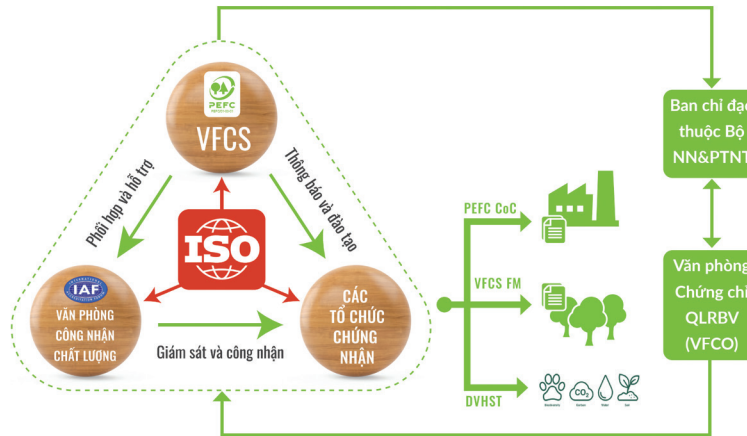 PEFC
VFCS
Phối hợp và hỗ trợ
Thông báo và đào tạo
ISO
IAF
VĂN PHÒNG
CÔNG NHẬN
CHẤT LƯỢNG
Giám sát và công nhận
CÁC
TỔ CHỨC
CHỨNG
NHẬN
PEFC CoC
VFCS FM
DVHST
CO₂
Ban chỉ đạo
thuộc Bộ
NN&PTNT
Văn phòng
Chứng chỉ
QLRBV
(VFCO)